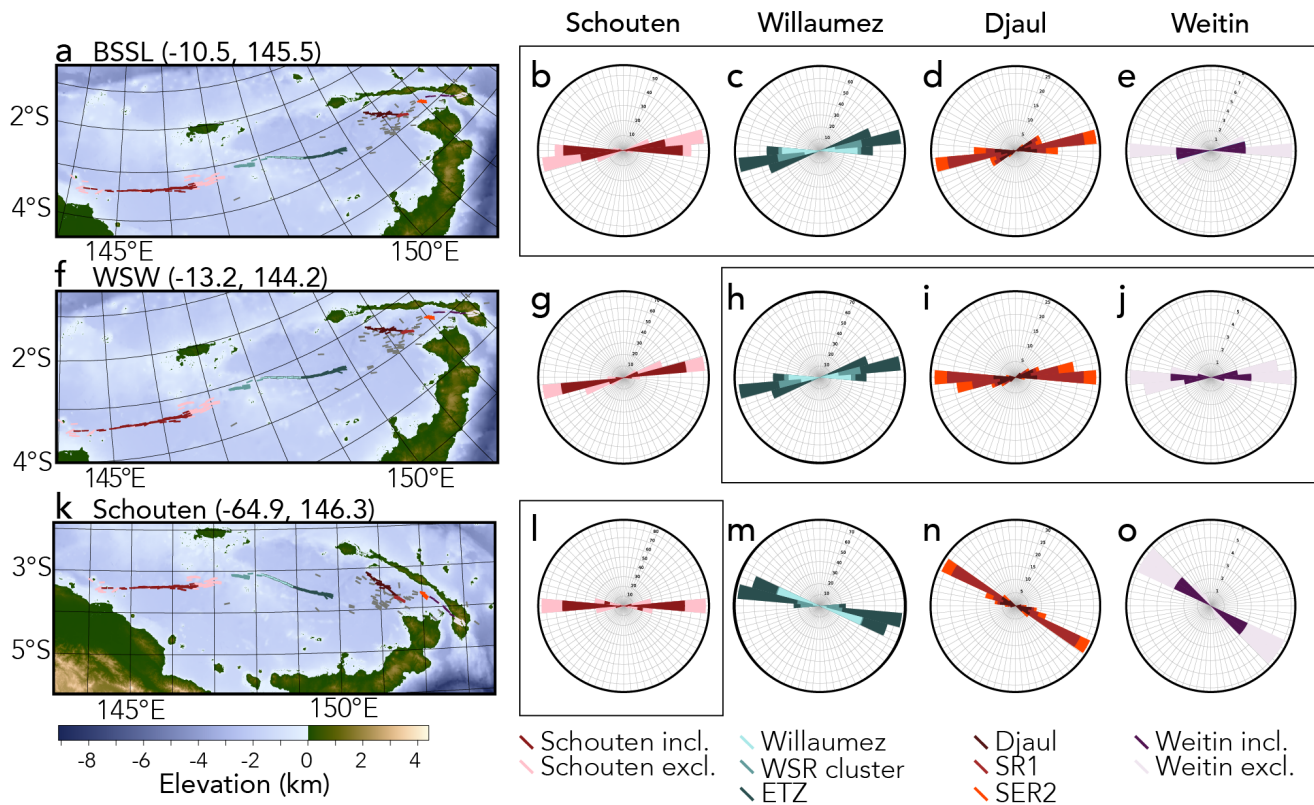 Schouten Willaumez Djaul Weitin
a BSSL (-10.5, 145.5)
b c d e
2°S
4°S
145°E 150°E
f WSW (-13.2, 144.2)
g h i j
2°S
4°S
145°E 150°E
k Schouten (-64.9, 146.3)
l m n o
3°S
5°S
145°E 150°E
-8 -6 -4 -2 0 2 4
Elevation (km)
Schouten incl.
Schouten excl.
Willaumez
WSR cluster
ETZ
Djaul
SR1
SER2
Weitin incl.
Weitin excl.